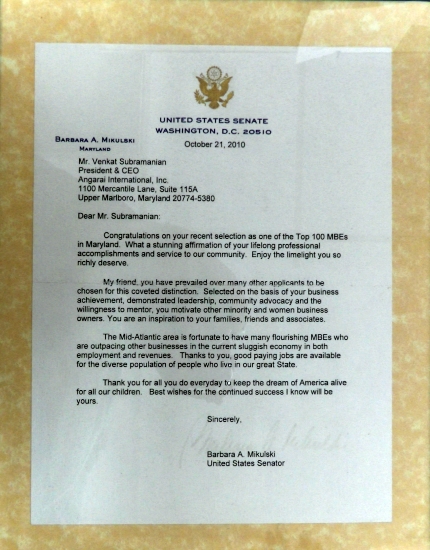 UNITED STATES SENATE
WASHINGTON, D.C. 20510
BARBARA A. MIKULSKI
MARYLAND
October 21, 2010
Mr. Venkat Subramanian
President & CEO
Angarai International, Inc.
1100 Mercantile Lane, Suite 115A
Upper Marlboro, Maryland 20774-5380
Dear Mr. Subramanian:
Congratulations on your recent selection as one of the Top 100 MBEs
in Maryland. What a stunning affirmation of your lifelong professional
accomplishments and service to our community. Enjoy the limelight you so
richly deserve.
My friend, you have prevailed over many other applicants to be
chosen for this coveted distinction. Selected on the basis of your business
achievement, demonstrated leadership, community advocacy and the
willingness to mentor, you motivate other minority and women business
owners. You are an inspiration to your families, friends and associates.
The Mid-Atlantic area is fortunate to have many flourishing MBEs who
are outpacing other businesses in the current sluggish economy in both
employment and revenues. Thanks to you, good paying jobs are available
for the diverse population of people who live in our great State.
Thank you for all you do everyday to keep the dream of America alive
for all our children. Best wishes for the continued success I know will be
yours.
Sincerely,
Barbara A. Mikulski
Barbara A. Mikulski
United States Senator